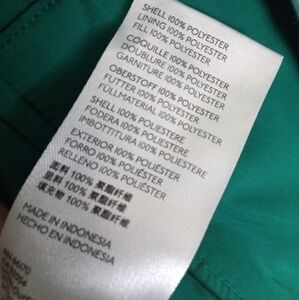 SHELL 100% POLYESTER
LINING 100% POLYESTER
FILL 100% POLYESTER
COQUILLE 100% POLYESTER
DOUBLURE 100% POLYESTER
GARNITURE 100% POLYESTER
OBERSTOFF 100% POLYESTER
FUTTER 100% POLYESTER
FÜLLMATERIAL 100% POLYESTER
SHELL 100% POLIESTERE
FODERA 100% POLIESTERE
IMBOTTITURA 100% POLIESTERE
EXTERIOR 100% POLIÉSTER
FORRO 100% POLIÉSTER
RELLENO 100% POLIÉSTER
面料 100% 聚酯纤维
里料 100% 聚酯纤维
填充物 100% 聚酯纤维
MADE IN INDONESIA
HECHO EN INDONESIA